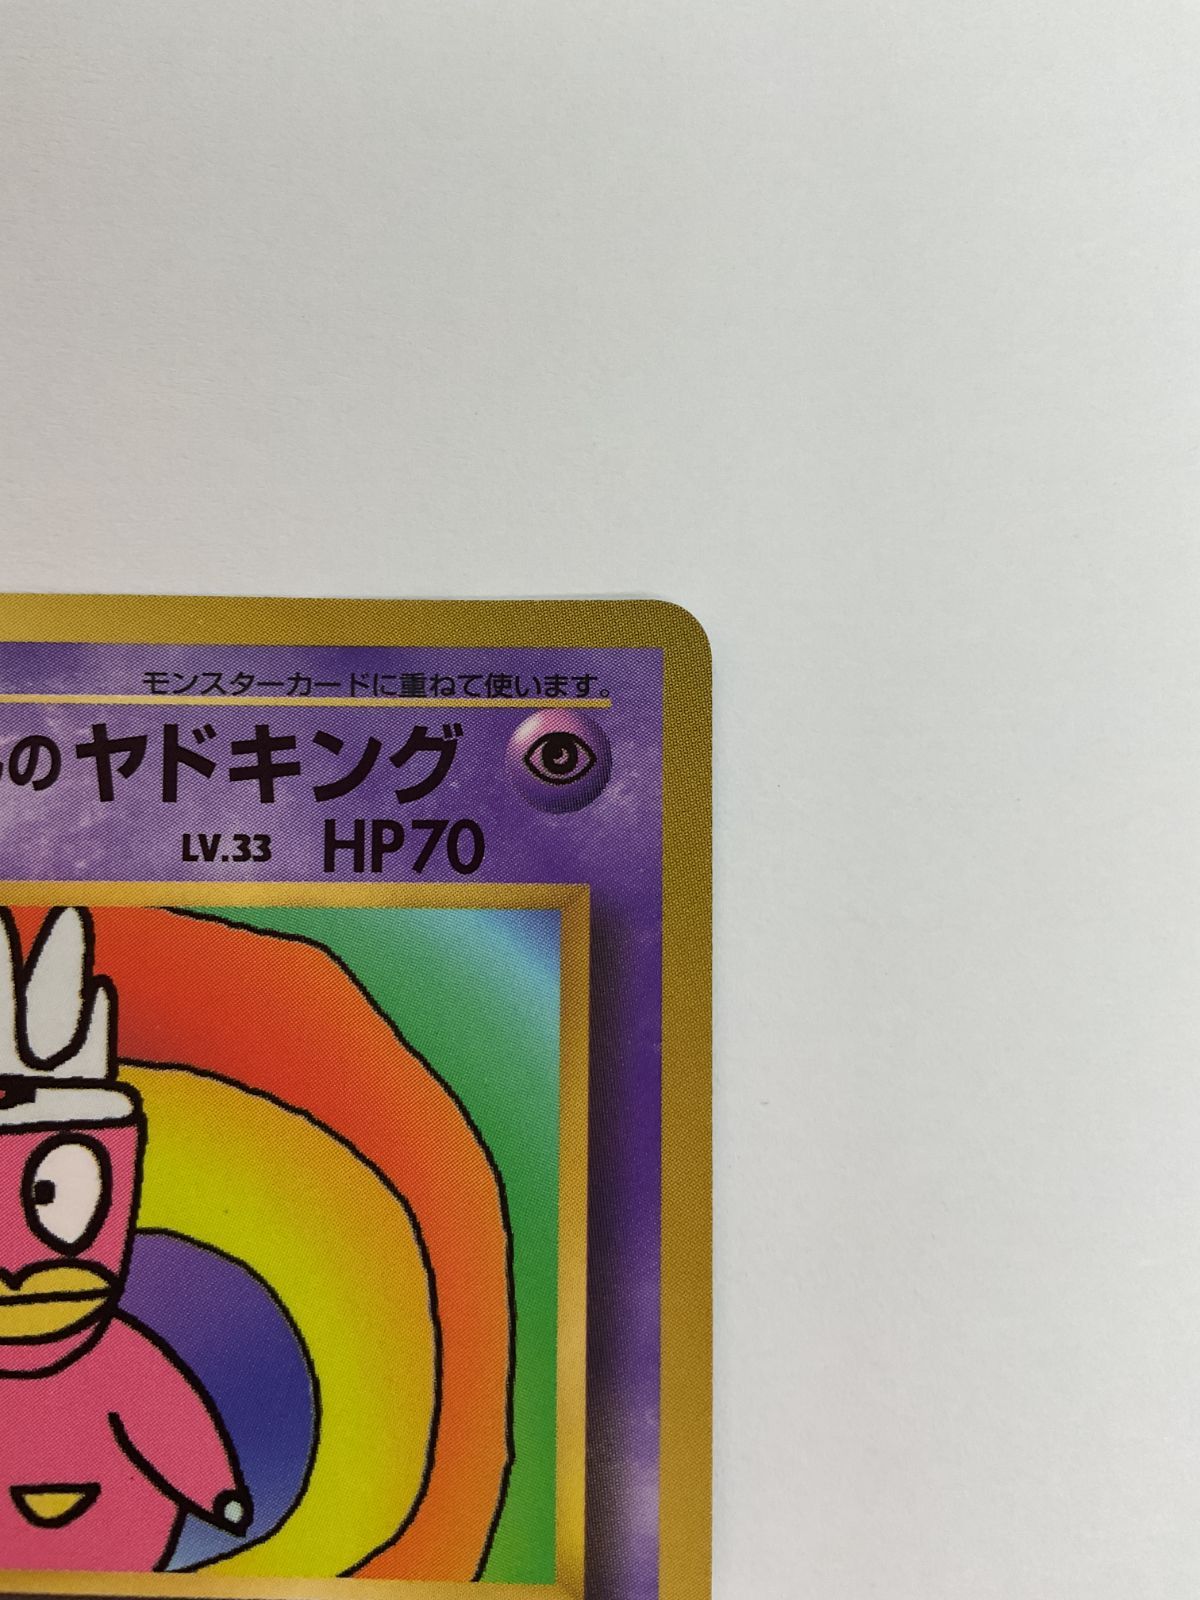 モンスターカードに重ねて使います。
のヤドキング
LV.33 HP70